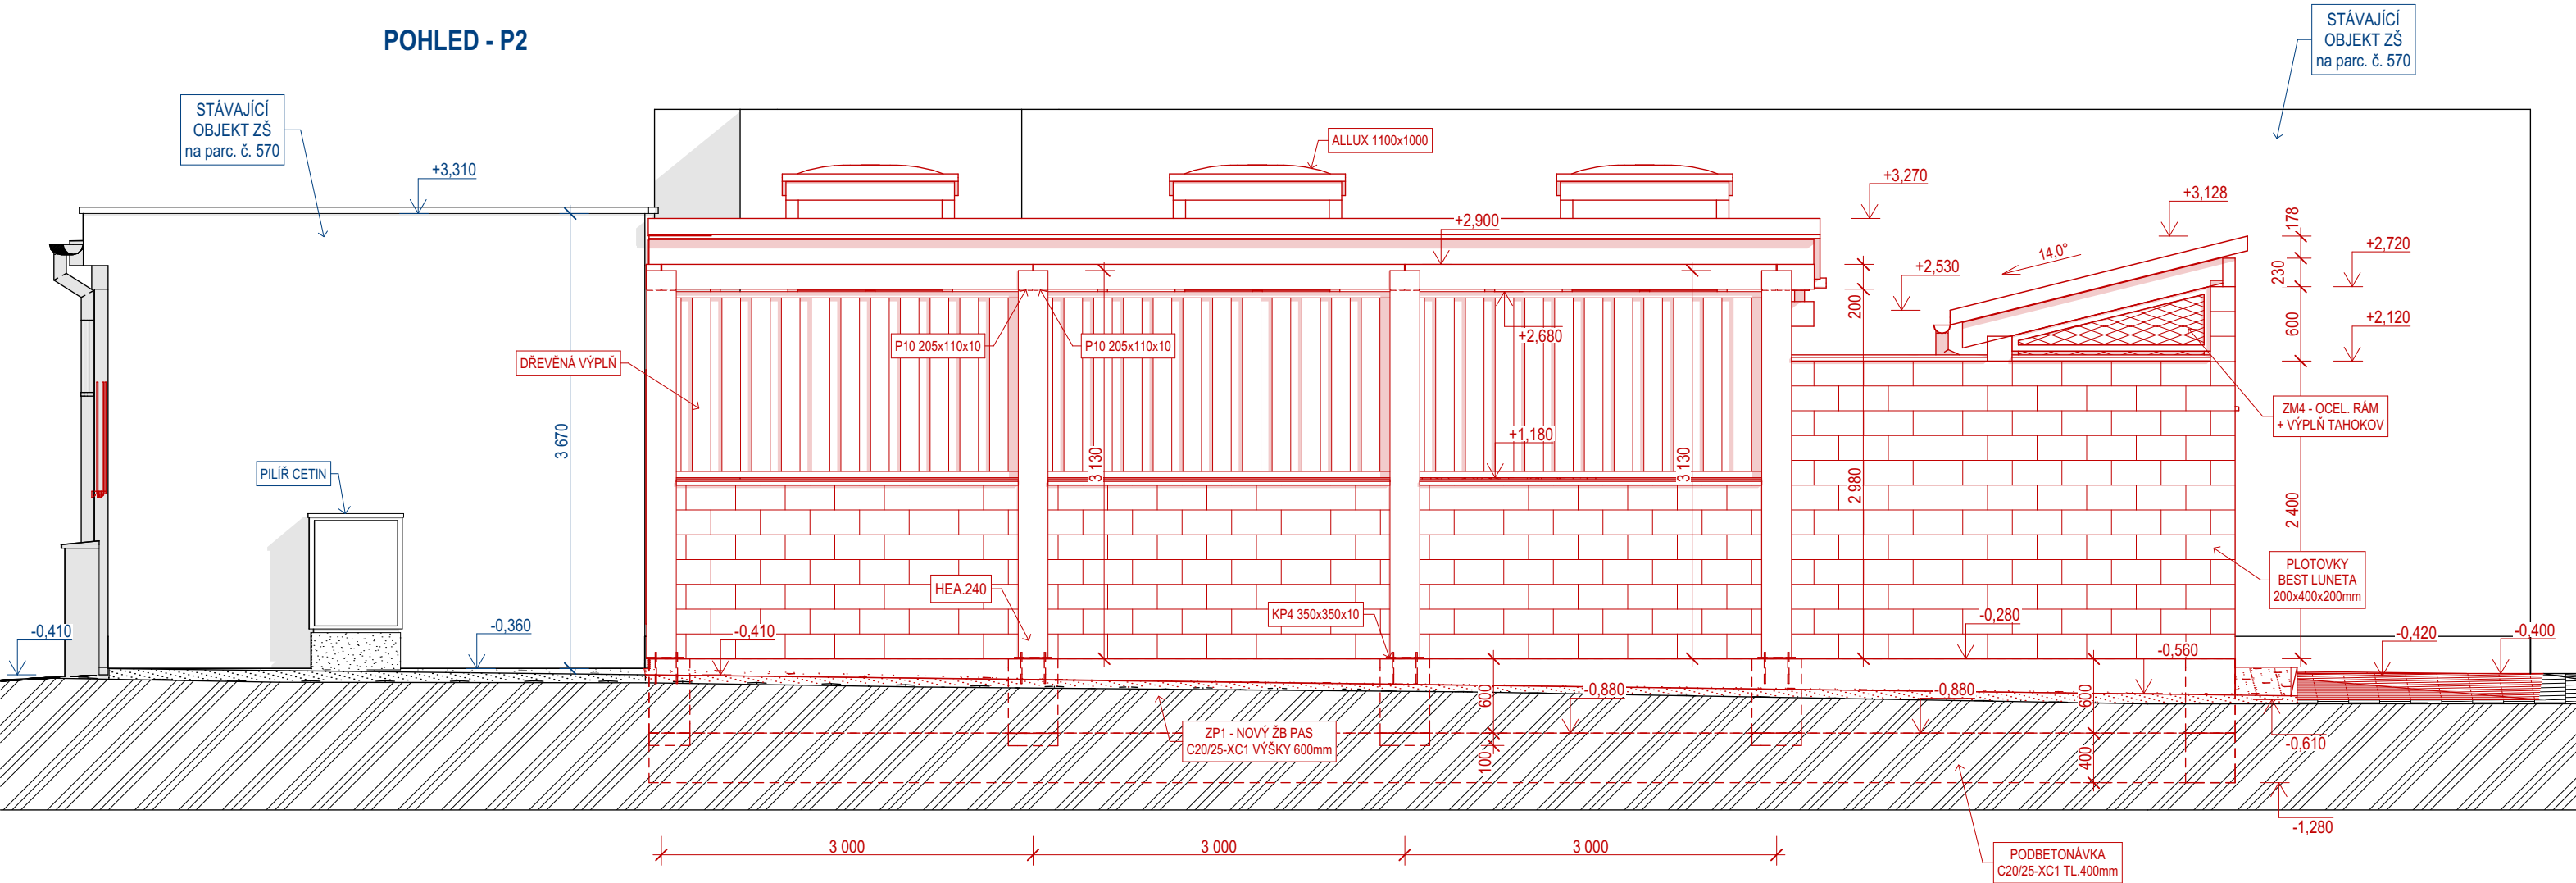 POHLED - P2
STÁVAJÍCÍ
OBJEKT ZŠ
na parc. č. 570
STÁVAJÍCÍ
OBJEKT ZŠ
na parc. č. 570
ALLUX 1100x1000
+3,310
+3,270
+3,128
178
+2,900
14,0°
+2,720
230
+2,530
200
+2,680
600
+2,120
P10 205x110x10
P10 205x110x10
DŘEVĚNÁ VÝPLŇ
ZM4 - OCEL. RÁM
+ VÝPLŇ TAHOKOV
3 670
+1,180
3 130
3 130
2 980
2 400
PILÍŘ CETIN
PLOTOVKY
BEST LUNETA
200x400x200mm
HEA.240
KP4 350x350x10
-0,280
-0,410
-0,360
-0,410
-0,420
-0,400
-0,560
600
-0,880
-0,880
600
ZP1 - NOVÝ ŽB PAS
C20/25-XC1 VÝŠKY 600mm
100
400
-0,610
-1,280
3 000
3 000
3 000
PODBETONÁVKA
C20/25-XC1 TL.400mm